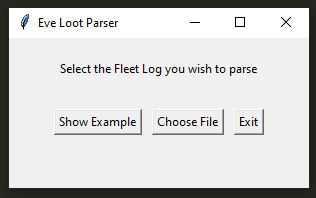 Eve Loot Parser
Select the Fleet Log you wish to parse
Show Example Choose File Exit